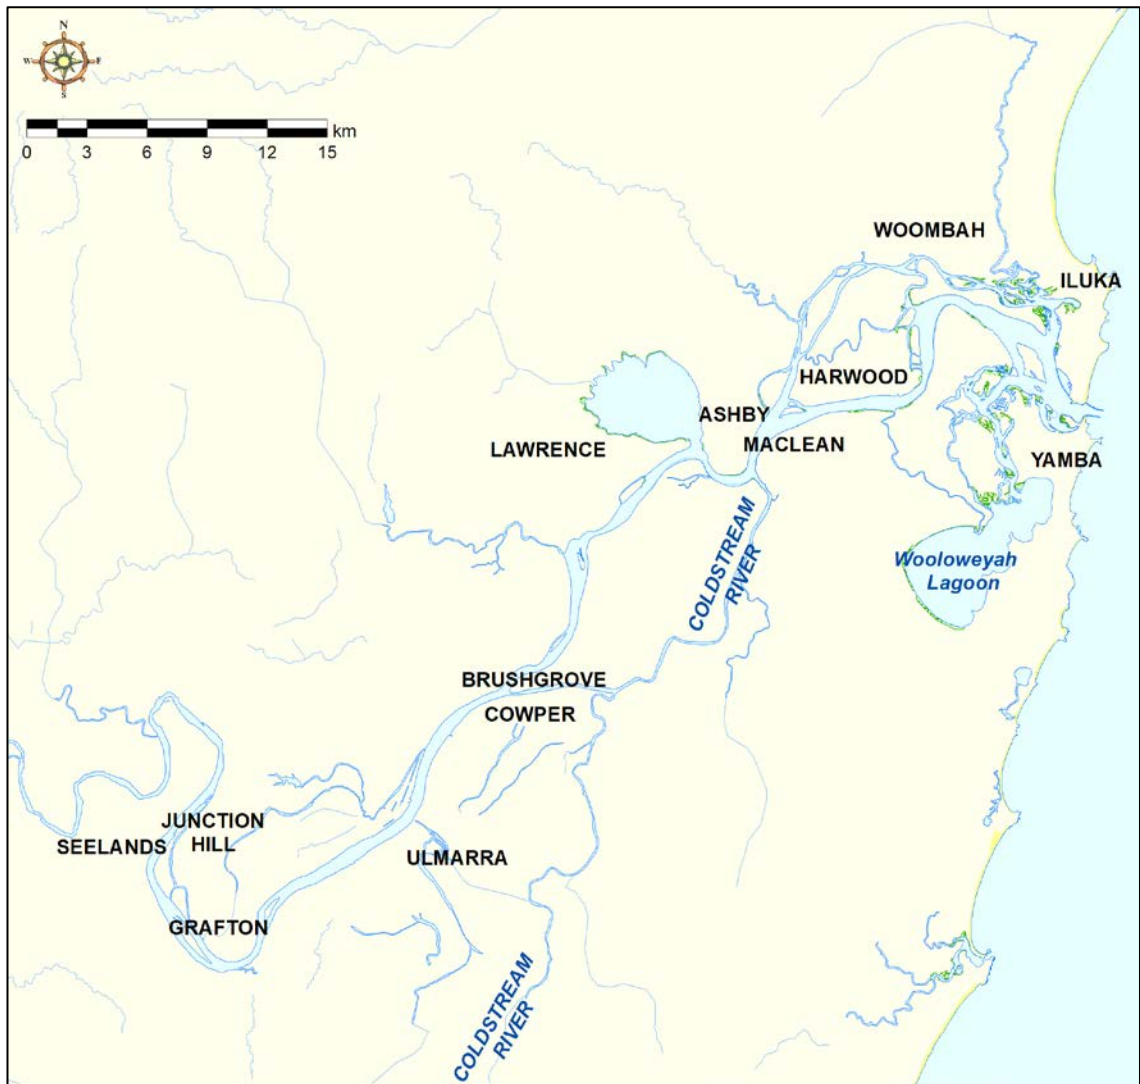 N
W
E
S
km
0 3 6 9 12 15
WOOMBAH
ILUKA
HARWOOD
ASHBY
MACLEAN
LAWRENCE
YAMBA
COLDSTREAM
RIVER
Wooloweyah
Lagoon
BRUSHGROVE
COWPER
JUNCTION
HILL
SEELANDS
ULMARRA
GRAFTON
COLDSTREAM
RIVER